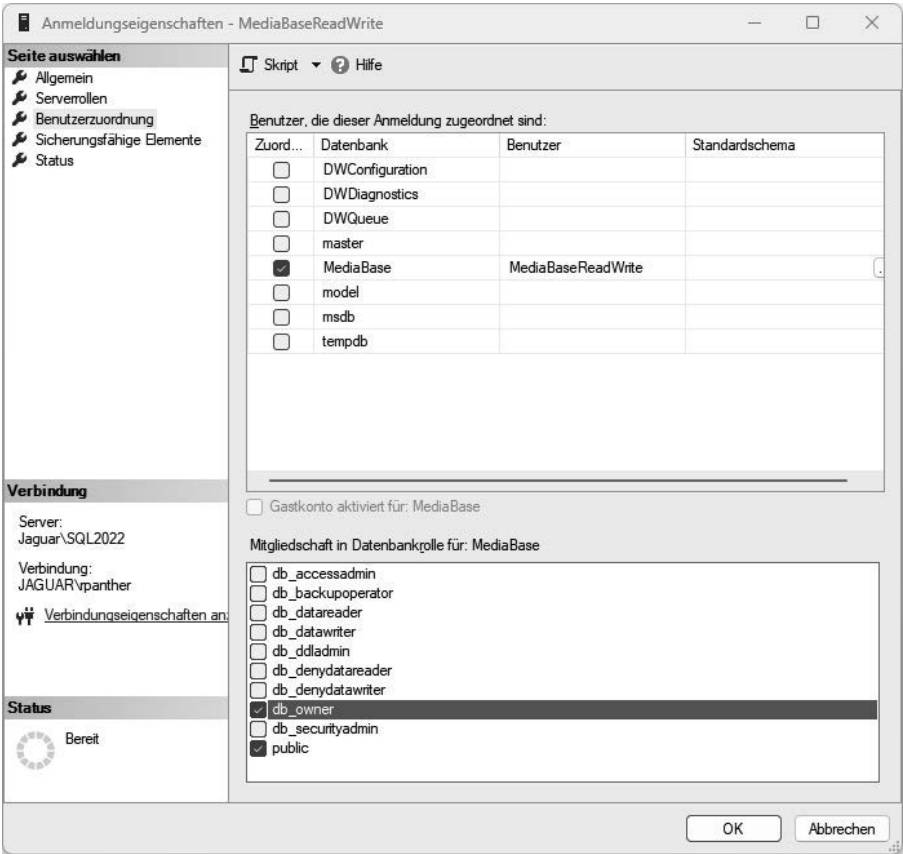 Anmeldungseigenschaften - MediaBaseReadWrite
Seite auswählen
Allgemein
Serverrollen
Benutzerzuordnung
Sicherungsfähige Elemente
Status
Skript
Hilfe
Benutzer, die dieser Anmeldung zugeordnet sind:
Zuord... Datenbank Benutzer Standardschema
DWConfiguration
DWDiagnostics
DWQueue
master
MediaBase MediaBaseReadWrite
model
msdb
tempdb
Gastkonto aktiviert für: MediaBase
Mitgliedschaft in Datenbankrolle für: MediaBase
db_accessadmin
db_backupoperator
db_datareader
db_datawriter
db_ddladmin
db_denydatareader
db_denydatawriter
db_owner
db_securityadmin
public
Verbindung
Server:
Jaguar\SQL2022
Verbindung:
JAGUAR\rpanther
Verbindungseigenschaften an
Status
Bereit
OK
Abbrechen